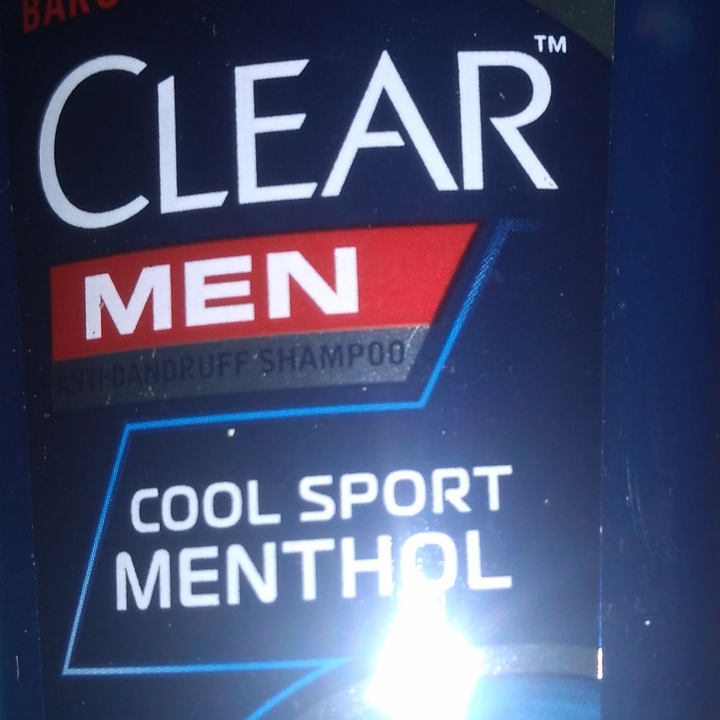 CLEAR™
MEN
ANTI-DANDRUFF SHAMPOO
COOL SPORT
MENTHOL